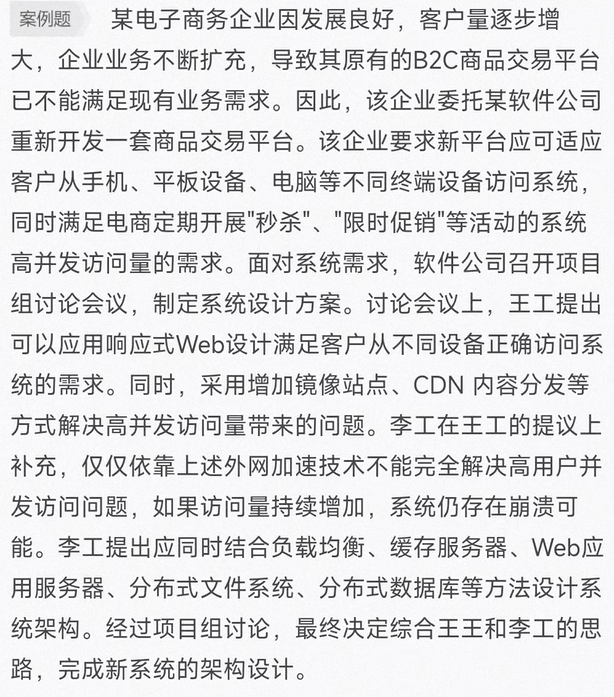 案例题 某电子商务企业因发展良好，客户量逐步增
大，企业业务不断扩充，导致其原有的B2C商品交易平台
已不能满足现有业务需求。因此，该企业委托某软件公司
重新开发一套商品交易平台。该企业要求新平台应可适应
客户从手机、平板设备、电脑等不同终端设备访问系统，
同时满足电商定期开展"秒杀"、"限时促销"等活动的系统
高并发访问量的需求。面对系统需求，软件公司召开项目
组讨论会议，制定系统设计方案。讨论会议上，王工提出
可以应用响应式Web设计满足客户从不同设备正确访问系
统的需求。同时，采用增加镜像站点、CDN 内容分发等
方式解决高并发访问量带来的问题。李工在王工的提议上
补充，仅仅依靠上述外网加速技术不能完全解决高用户并
发访问问题，如果访问量持续增加，系统仍存在崩溃可
能。李工提出应同时结合负载均衡、缓存服务器、Web应
用服务器、分布式文件系统、分布式数据库等方法设计系
统架构。经过项目组讨论，最终决定综合王王和李工的思
路，完成新系统的架构设计。